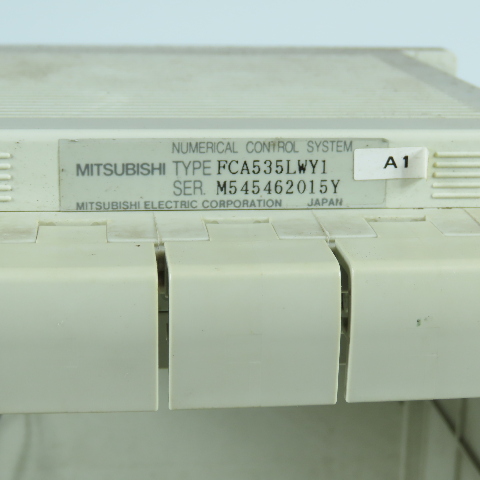 NUMERICAL CONTROL SYSTEM
MITSUBISHI TYPE FCA535LWY1
A1
SER. M545462015Y
MITSUBISHI ELECTRIC CORPORATION JAPAN